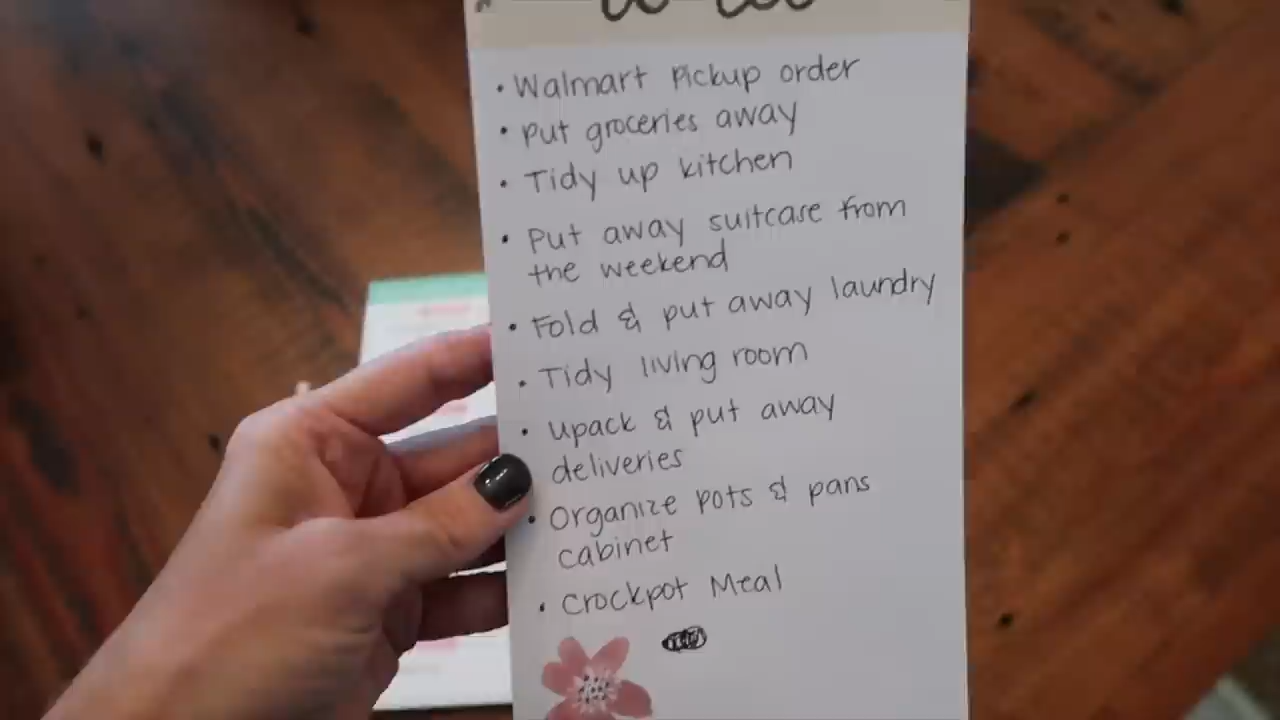 • Walmart Pickup order
• put groceries away
• Tidy up kitchen
• Put away suitcase from
the weekend
• Fold & put away laundry
• Tidy living room
• upack & put away
deliveries
• Organize pots & pans
cabinet
• Crockpot Meal